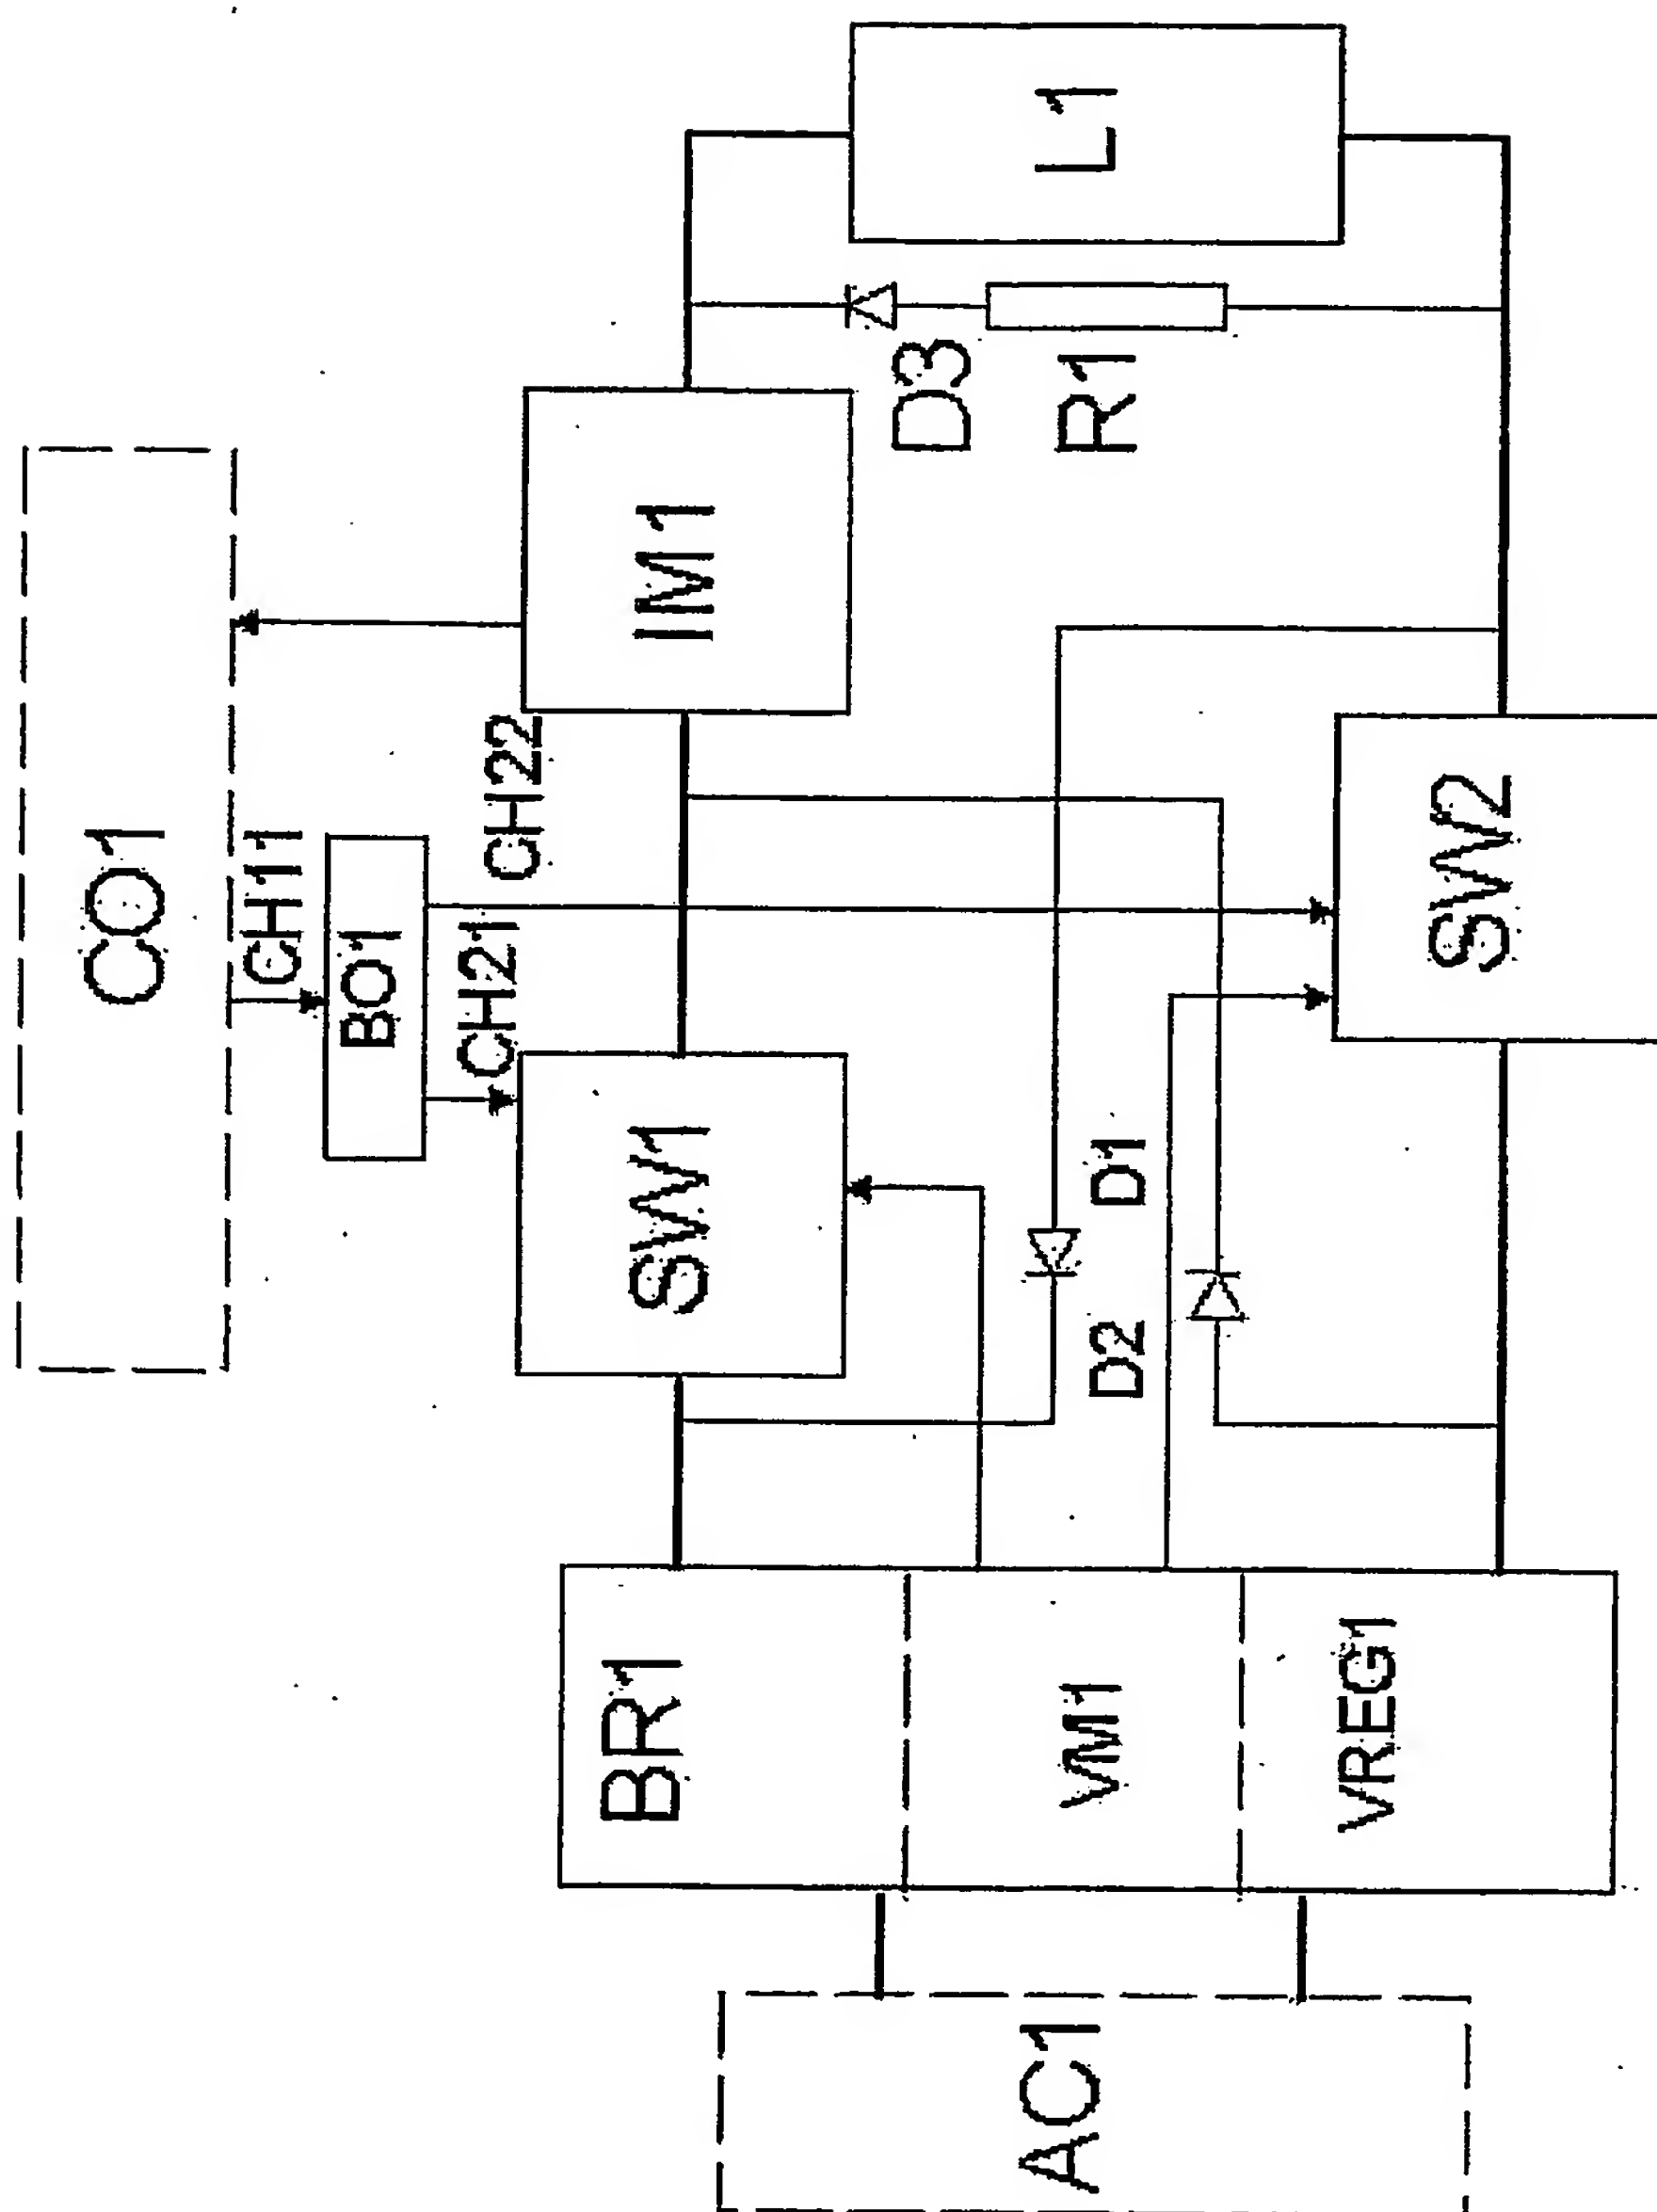 CO1
CH11
BO1
CH21
CH22
SW1
IM1
L1
D3
R1
D1
D2
SW2
BR1
VM1
VREG1
AC1